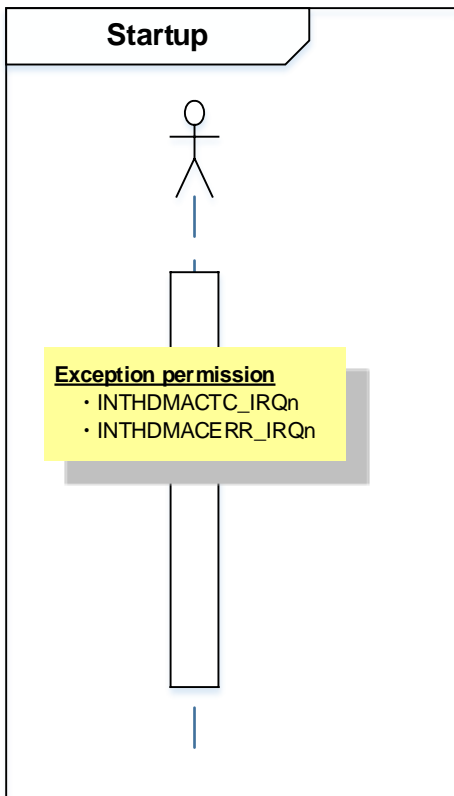 Startup
Exception permission
・INTHDMACTC_IRQn
・INTHDMACERR_IRQn